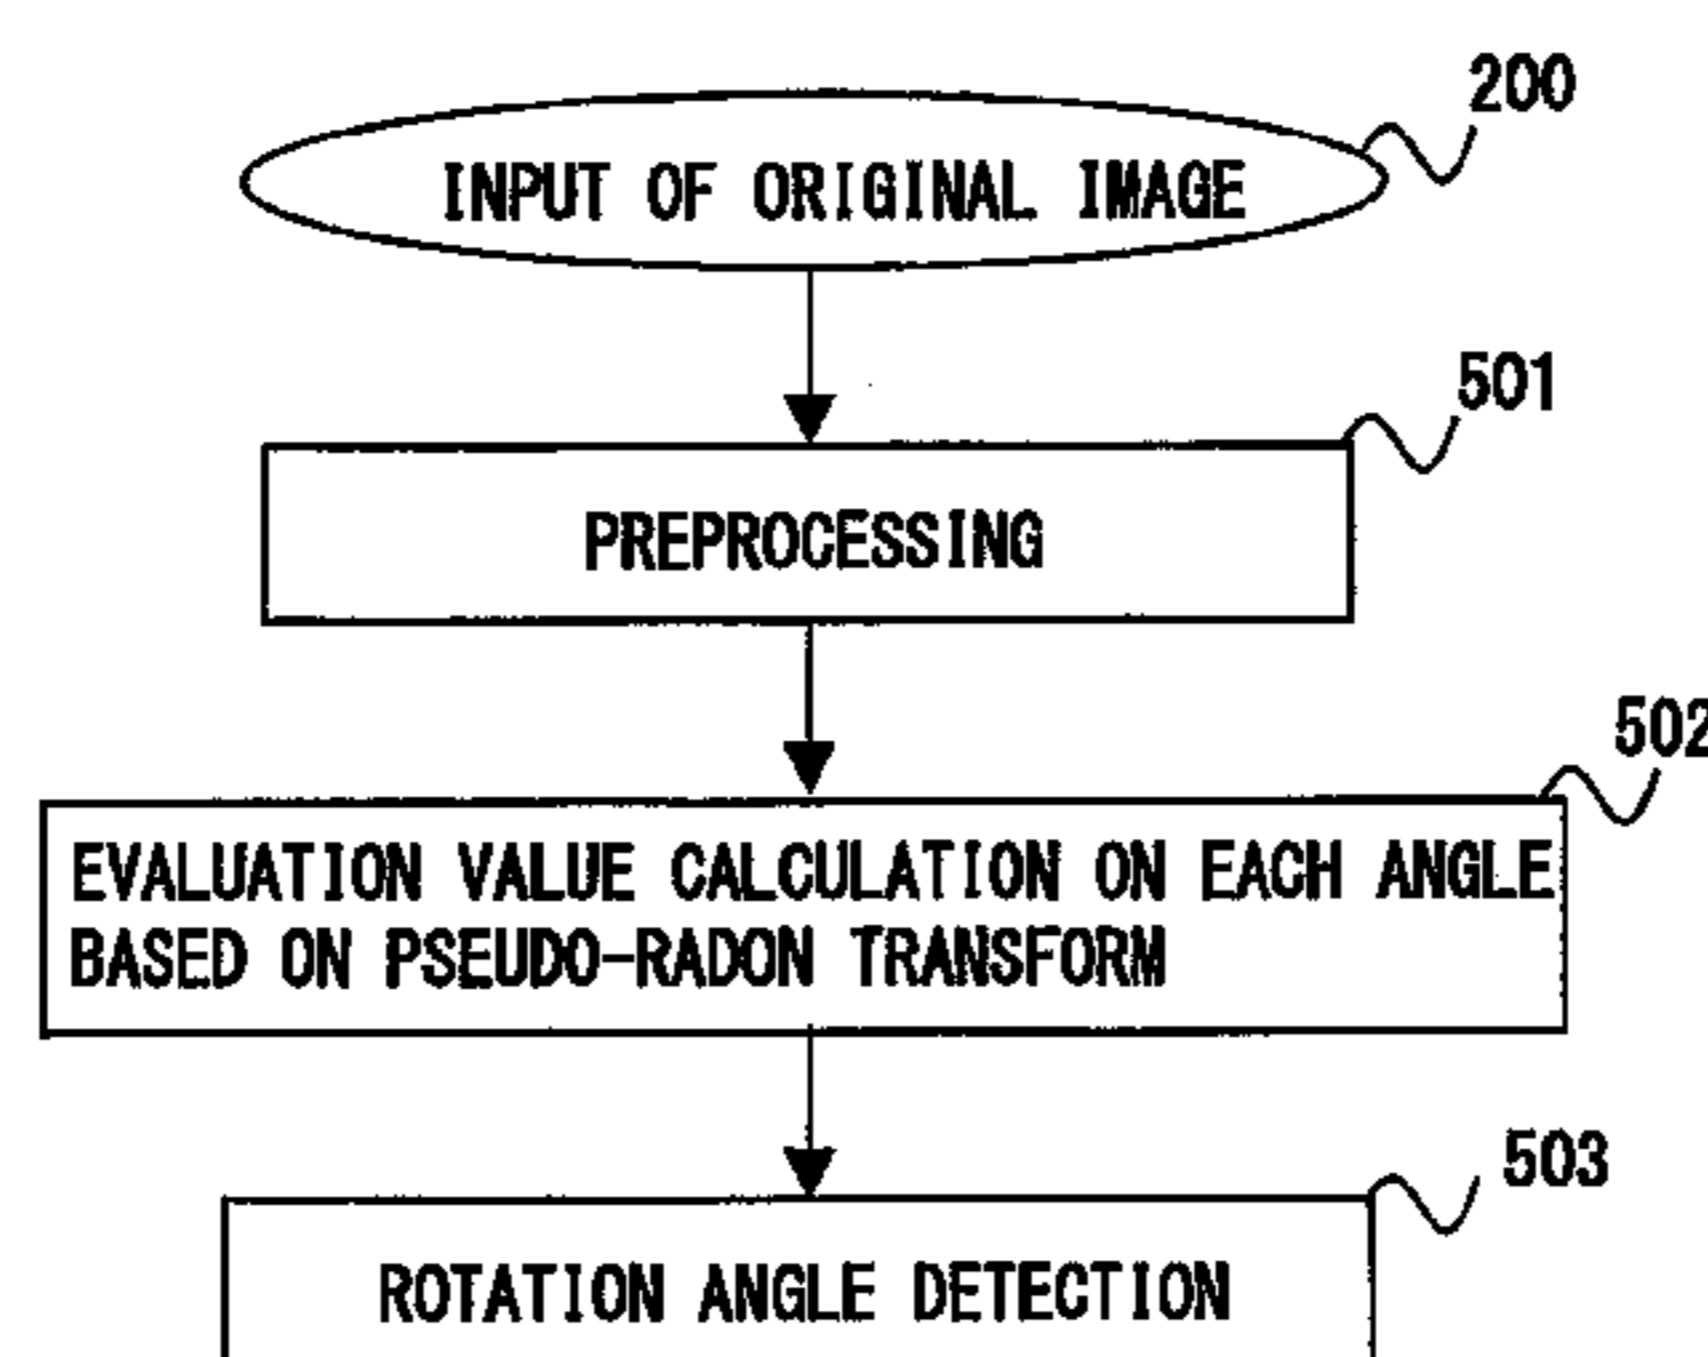 200
INPUT OF ORIGINAL IMAGE
501
PREPROCESSING
502
EVALUATION VALUE CALCULATION ON EACH ANGLE
BASED ON PSEUDO-RADON TRANSFORM
503
ROTATION ANGLE DETECTION